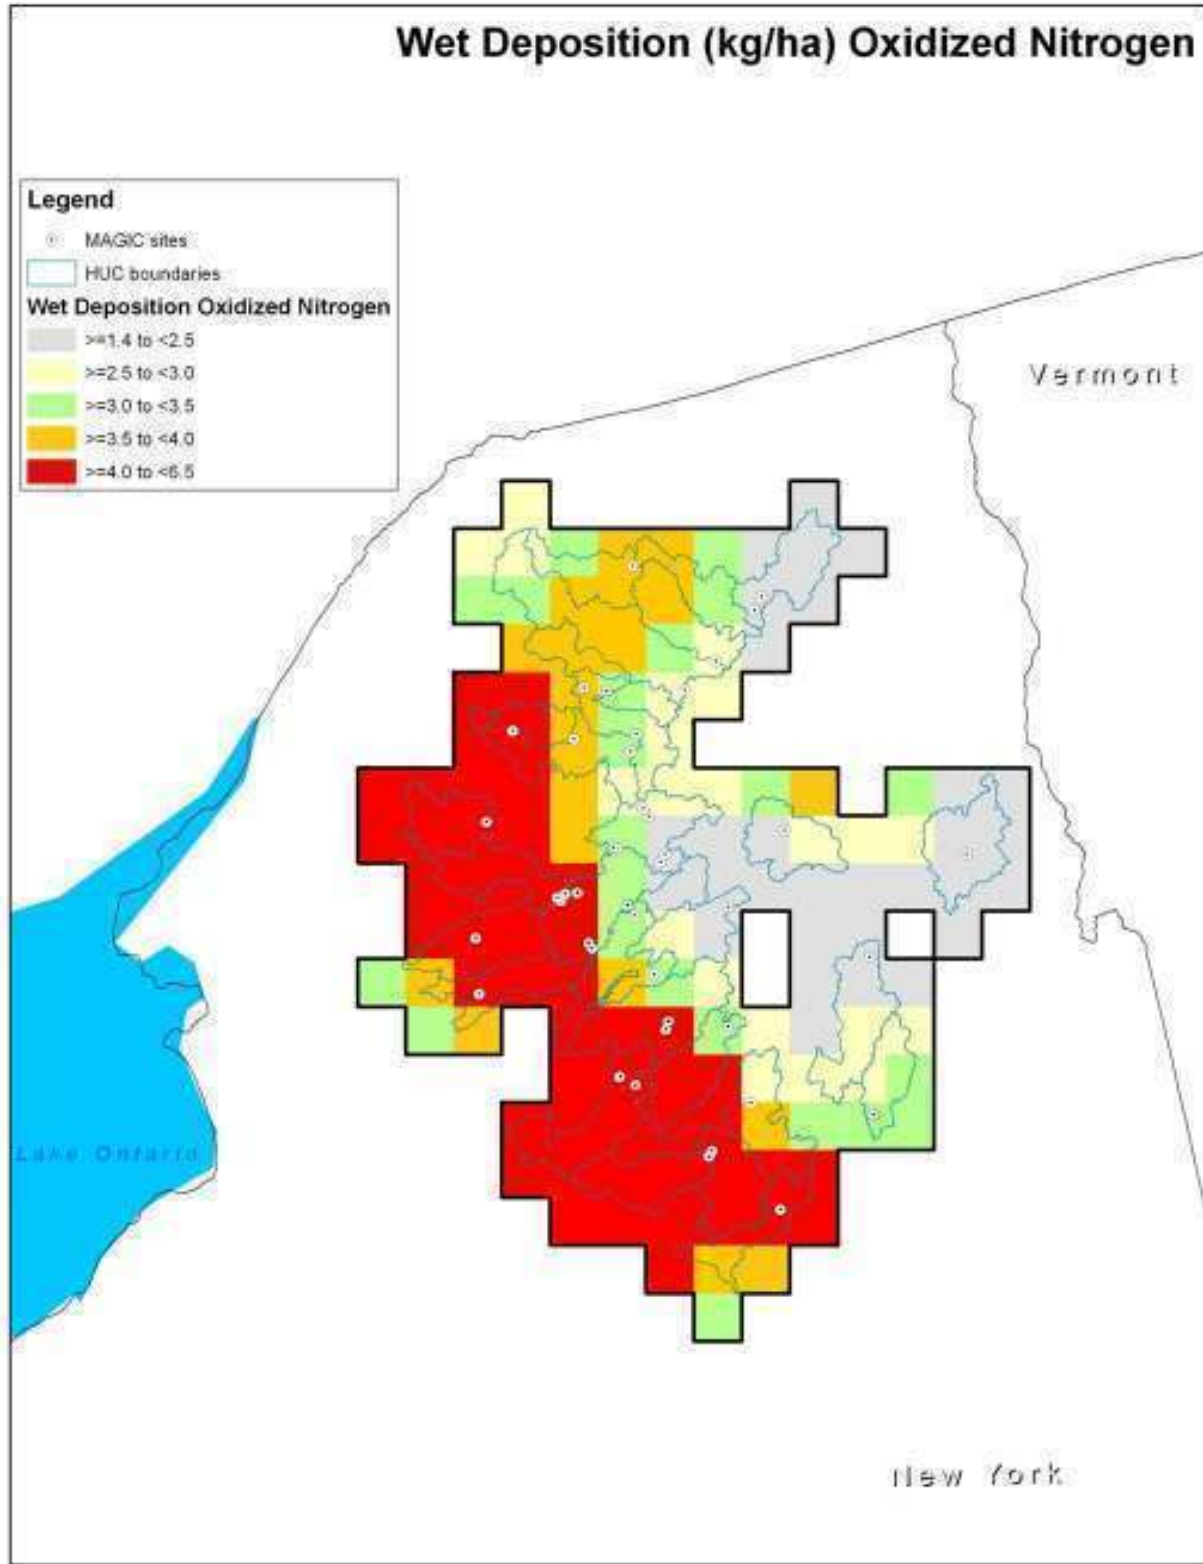 Wet Deposition (kg/ha) Oxidized Nitrogen
Legend
MAGIC sites
HUC boundaries
Wet Deposition Oxidized Nitrogen
>=1.4 to <2.5
>=2.5 to <3.0
>=3.0 to <3.5
>=3.5 to <4.0
>=4.0 to <6.5
Vermont
Lake Ontario
New York